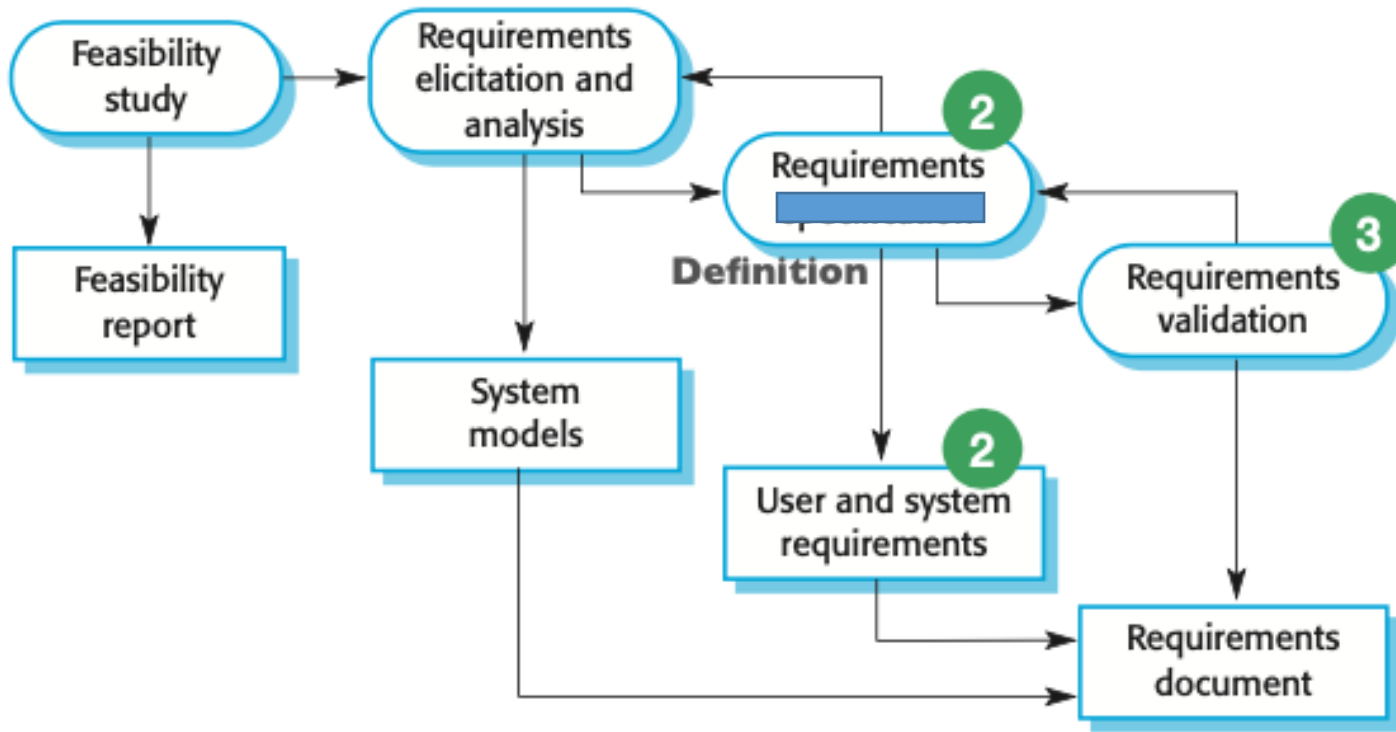 Feasibility
study
Requirements
elicitation and
analysis
2
Requirements
Definition
3
Requirements
validation
Feasibility
report
System
models
2
User and system
requirements
Requirements
document